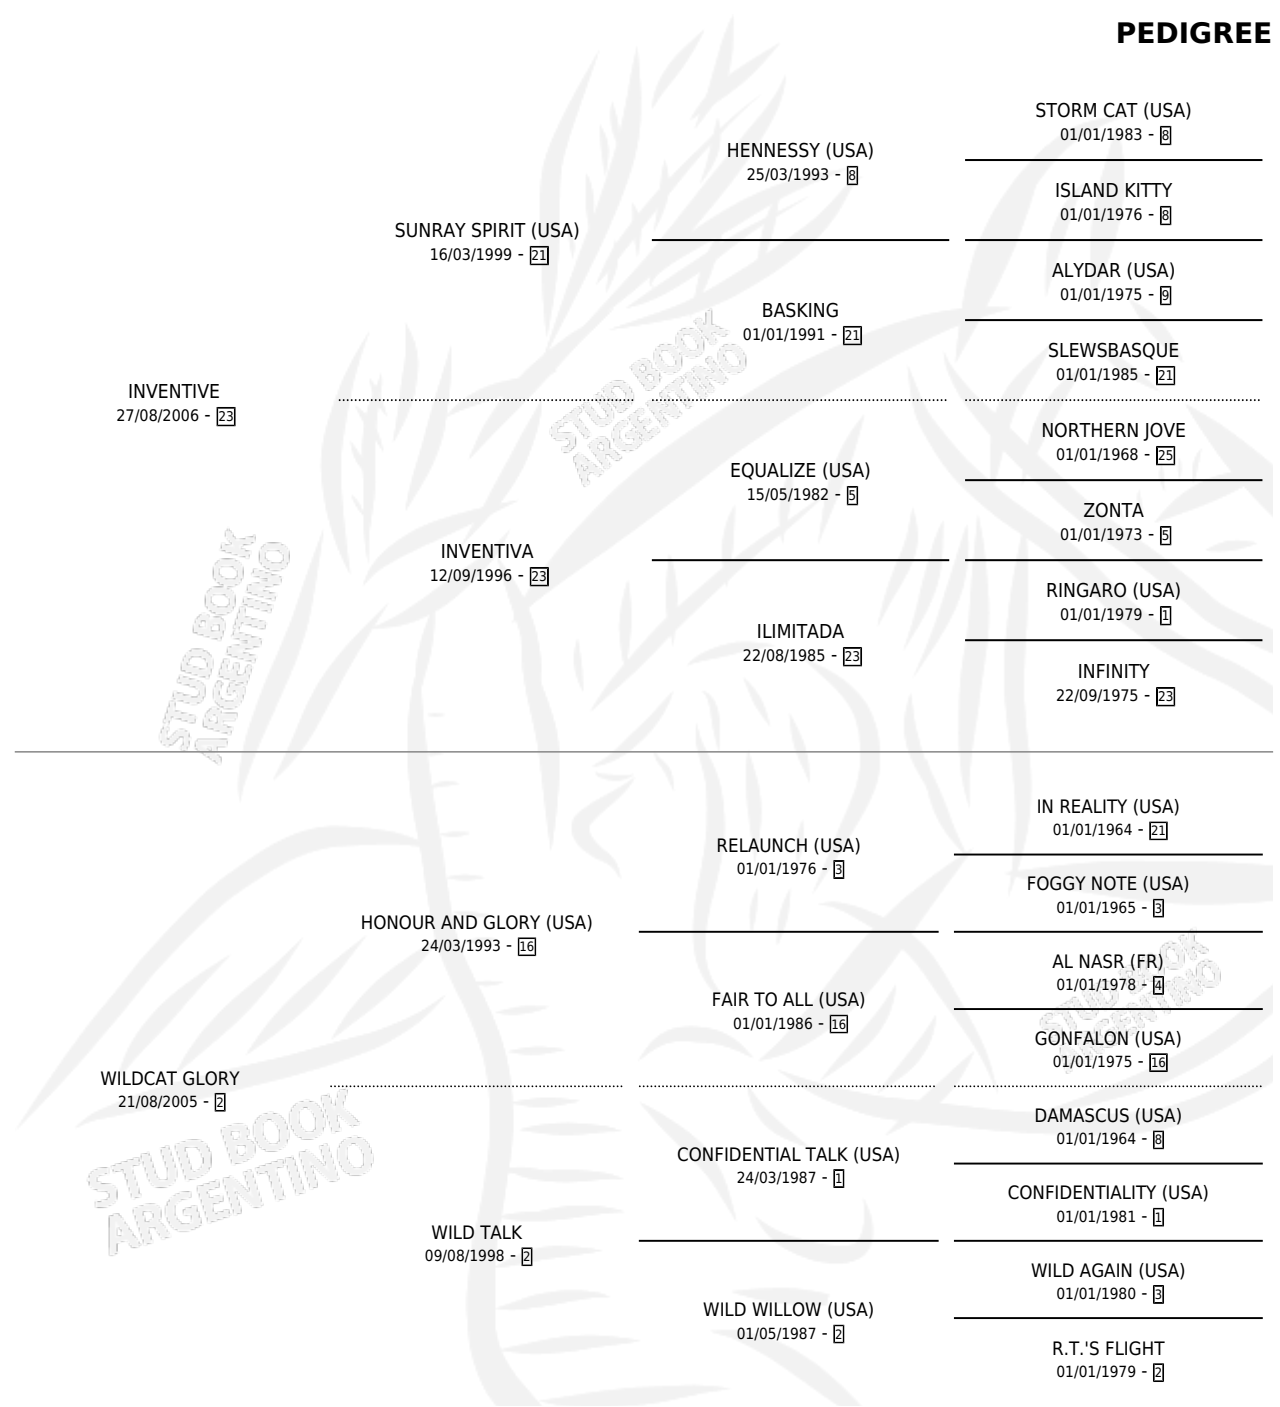 PEDIGREE
STORM CAT (USA)
01/01/1983 - 8
HENNESSY (USA)
25/03/1993 - 8
ISLAND KITTY
01/01/1976 - 8
SUNRAY SPIRIT (USA)
16/03/1999 - 21
ALYDAR (USA)
01/01/1975 - 9
BASKING
01/01/1991 - 21
SLEWSBASQUE
01/01/1985 - 21
INVENTIVE
27/08/2006 - 23
STUD BOOK
ARGENTINO
NORTHERN JOVE
01/01/1968 - 25
EQUALIZE (USA)
15/05/1982 - 5
ZONTA
01/01/1973 - 5
INVENTIVA
12/09/1996 - 23
RINGARO (USA)
01/01/1979 - 1
ILIMITADA
22/08/1985 - 23
INFINITY
22/09/1975 - 23
STUD BOOK
ARGENTINO
IN REALITY (USA)
01/01/1964 - 21
RELAUNCH (USA)
01/01/1976 - 3
FOGGY NOTE (USA)
01/01/1965 - 3
HONOUR AND GLORY (USA)
24/03/1993 - 16
AL NASR (FR)
01/01/1978 - 4
FAIR TO ALL (USA)
01/01/1986 - 16
STUD BOOK
ARGENTINO
GONFALON (USA)
01/01/1975 - 16
WILDCAT GLORY
21/08/2005 - 2
STUD BOOK
ARGENTINO
DAMASCUS (USA)
01/01/1964 - 8
CONFIDENTIAL TALK (USA)
24/03/1987 - 1
CONFIDENTIALITY (USA)
01/01/1981 - 1
WILD TALK
09/08/1998 - 2
WILD AGAIN (USA)
01/01/1980 - 3
WILD WILLOW (USA)
01/05/1987 - 2
R.T.'S FLIGHT
01/01/1979 - 2